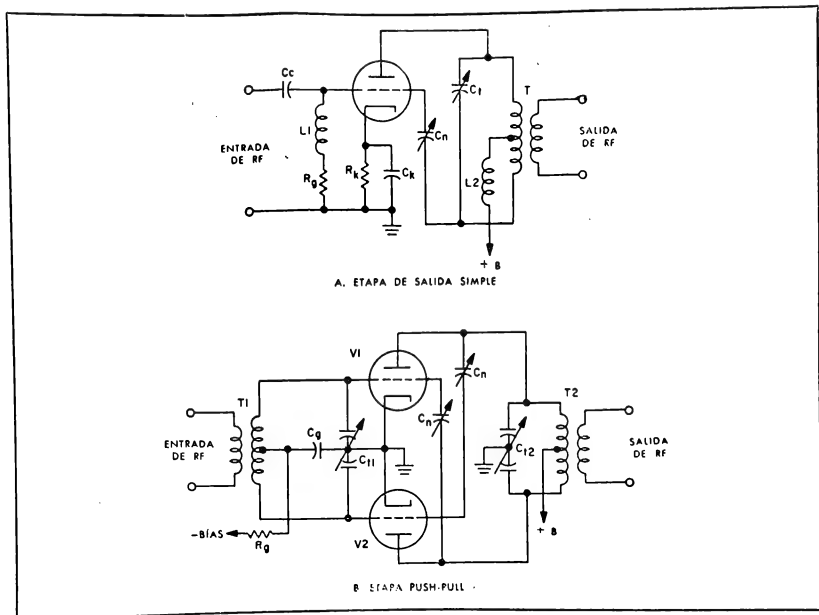 Cc
L1
ENTRADA
DE RF
Rg
Rk
Ck
Cn
Ct
T
L2
SALIDA
DE RF
+ B
A. ETAPA DE SALIDA SIMPLE
V1
Cn
T1
Cn
T2
ENTRADA
DE RF
Cg
Ct1
Ct2
SALIDA
DE RF
-BÍAS
Rg
V2
+ B
B ETAPA PUSH-PULL